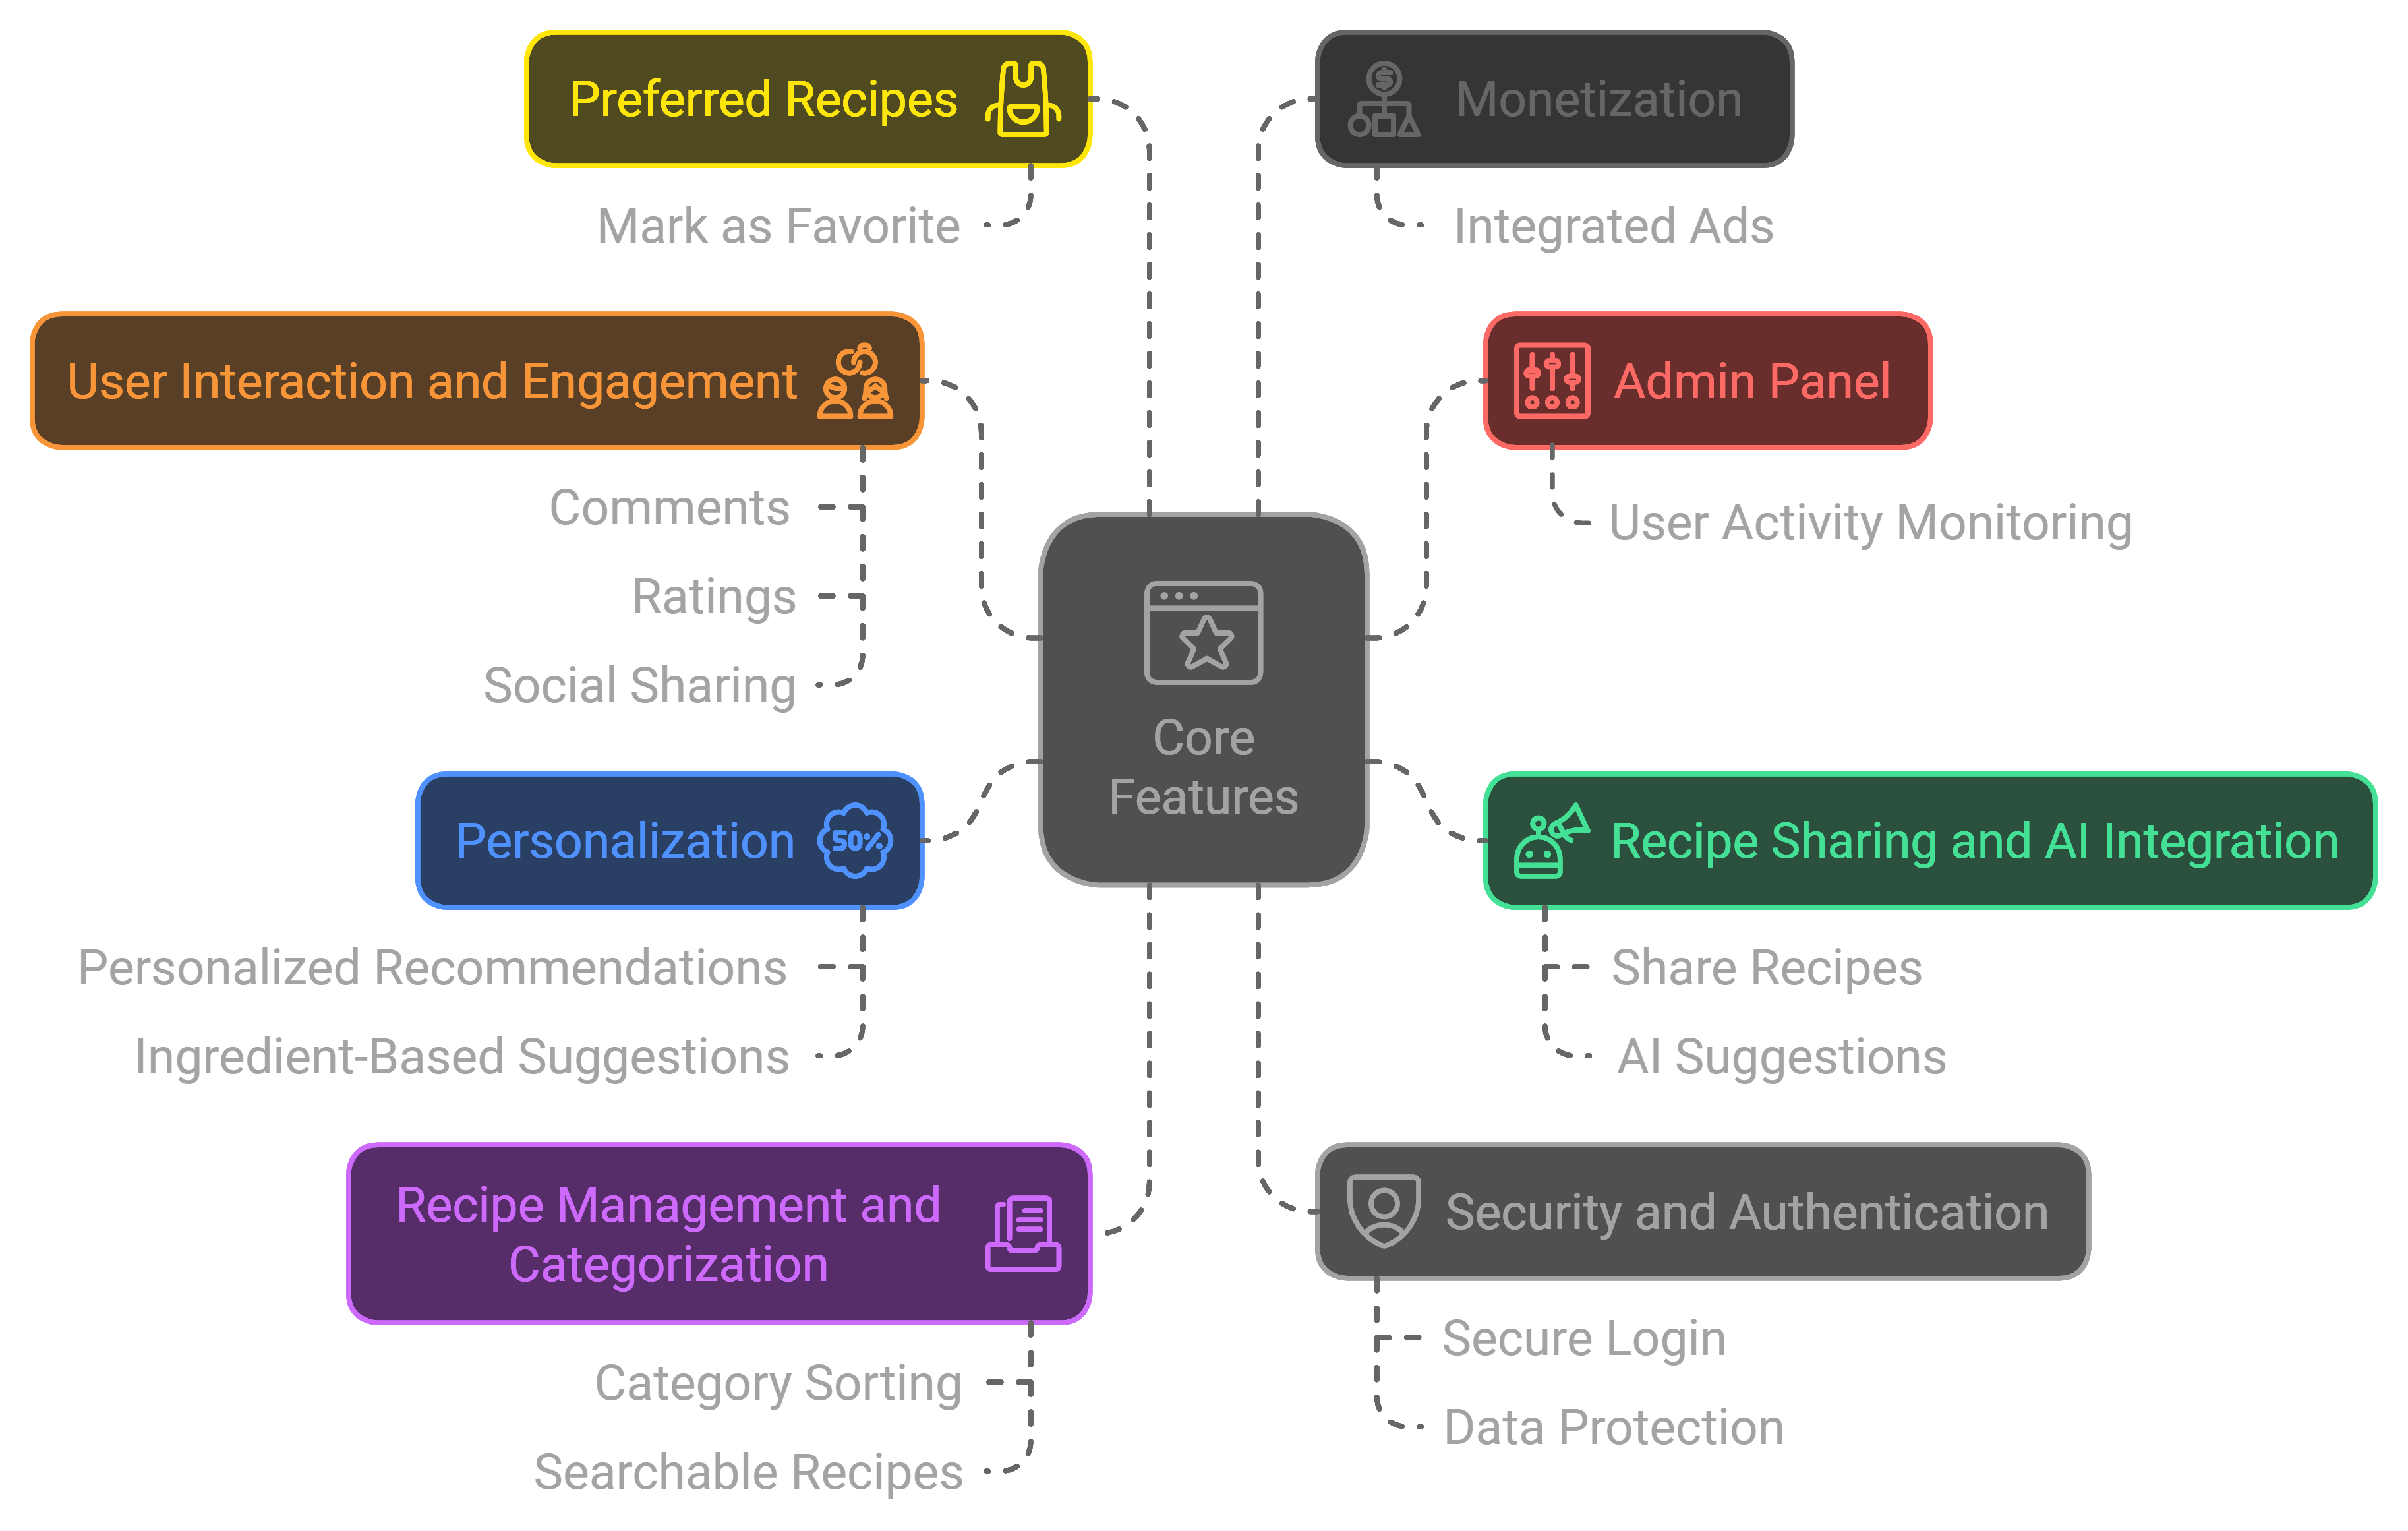 Preferred Recipes
Mark as Favorite
Monetization
Integrated Ads
User Interaction and Engagement
Comments
Ratings
Social Sharing
Admin Panel
User Activity Monitoring
Core
Features
Personalization
50%
Personalized Recommendations
Ingredient-Based Suggestions
Recipe Sharing and AI Integration
Share Recipes
AI Suggestions
Recipe Management and
Categorization
Category Sorting
Searchable Recipes
Security and Authentication
Secure Login
Data Protection